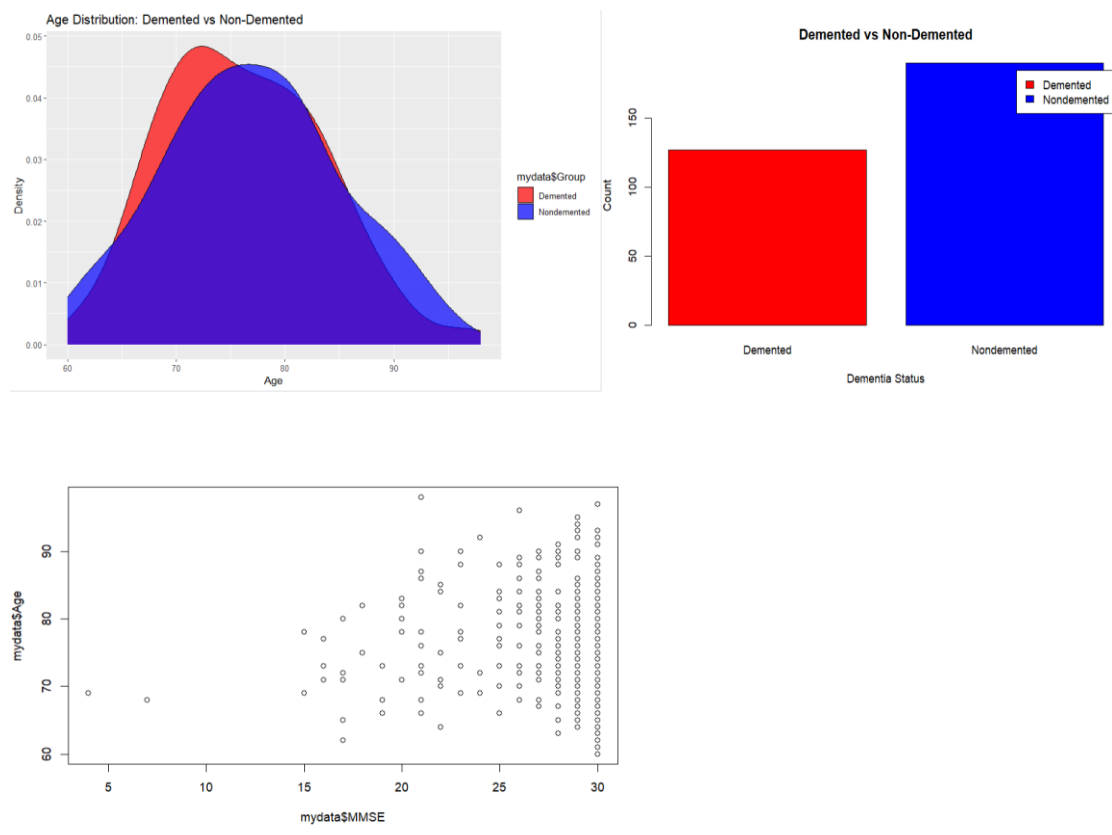 Age Distribution: Demented vs Non-Demented
0.05
0.04
0.03
0.02
0.01
0.00
Density
60 70 80 90
Age
mydata$Group
Demented
Nondemented
Demented vs Non-Demented
Demented
Nondemented
150
100
50
0
Count
Demented Nondemented
Dementia Status
90
80
70
60
mydata$Age
5 10 15 20 25 30
mydata$MMSE